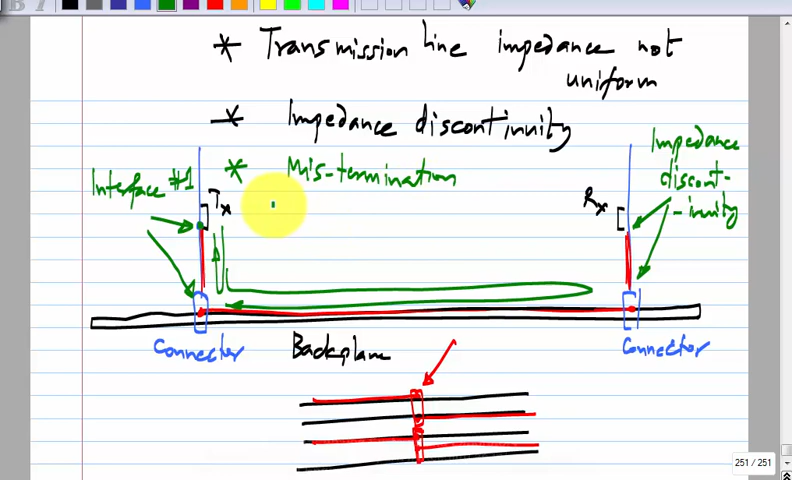 * Transmission line impedance not
uniform
* Impedance discontinuity
* Mis-termination
Interface #1
Tx
Rx
Impedance
discont-
-inuity
Connector
Backplane
Connector
251 / 251